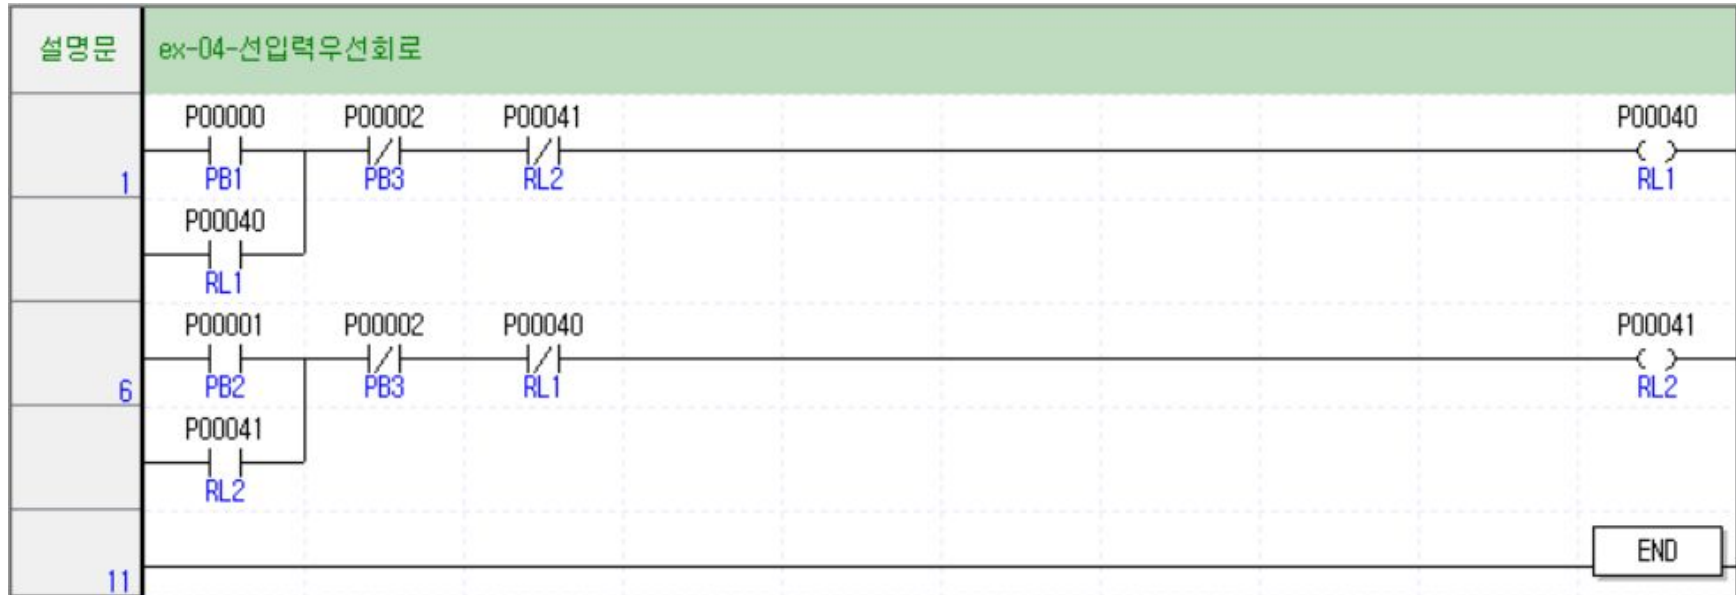 설명문 ex-04-선입력우선회로
P00000 P00002 P00041 P00040
1 PB1 PB3 RL2 RL1
P00040
RL1
P00001 P00002 P00040 P00041
6 PB2 PB3 RL1 RL2
P00041
RL2
END
11